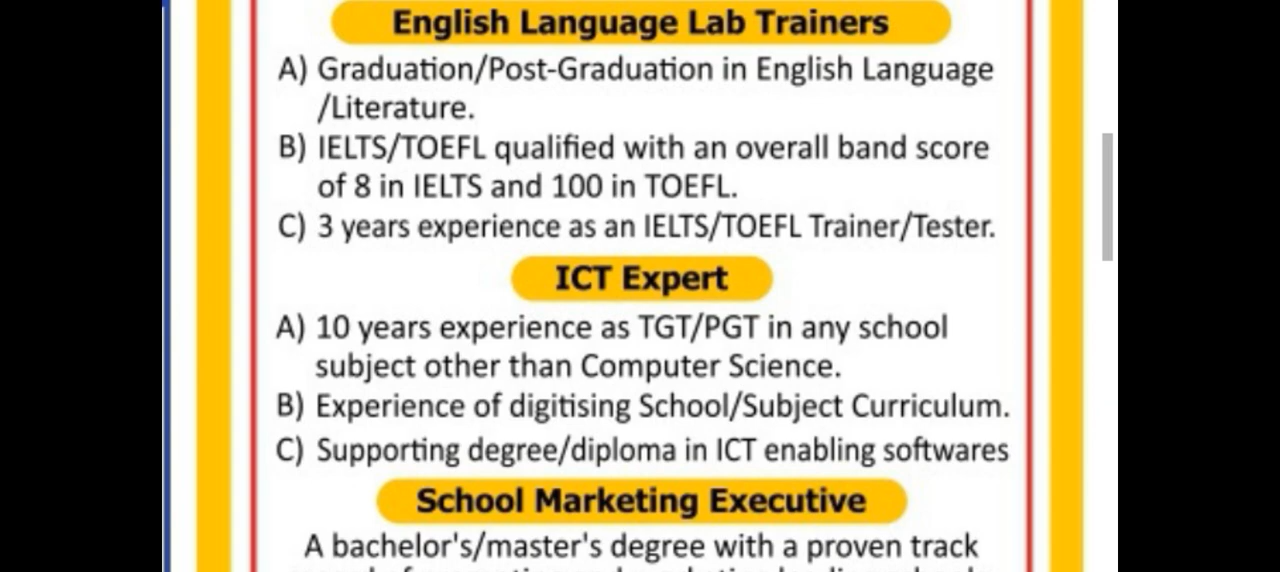 English Language Lab Trainers
A) Graduation/Post-Graduation in English Language
/Literature.
B) IELTS/TOEFL qualified with an overall band score
of 8 in IELTS and 100 in TOEFL.
C) 3 years experience as an IELTS/TOEFL Trainer/Tester.
ICT Expert
A) 10 years experience as TGT/PGT in any school
subject other than Computer Science.
B) Experience of digitising School/Subject Curriculum.
C) Supporting degree/diploma in ICT enabling softwares
School Marketing Executive
A bachelor's/master's degree with a proven track